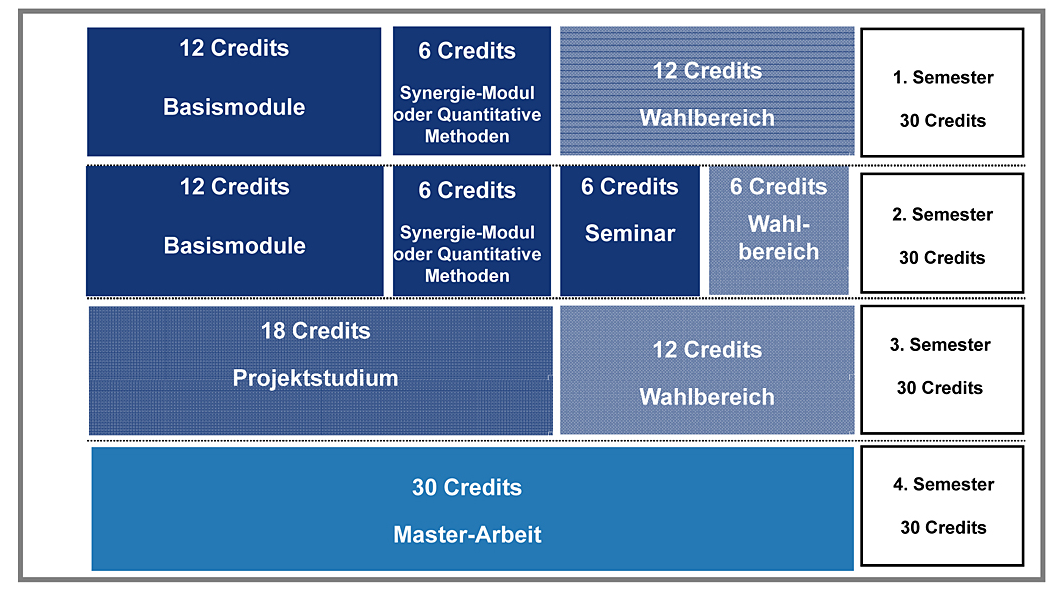 12 Credits
Basismodule
6 Credits
Synergie-Modul
oder Quantitative
Methoden
12 Credits
Wahlbereich
1. Semester
30 Credits
12 Credits
Basismodule
6 Credits
Synergie-Modul
oder Quantitative
Methoden
6 Credits
Seminar
6 Credits
Wahl-
bereich
2. Semester
30 Credits
18 Credits
Projektstudium
12 Credits
Wahlbereich
3. Semester
30 Credits
30 Credits
Master-Arbeit
4. Semester
30 Credits